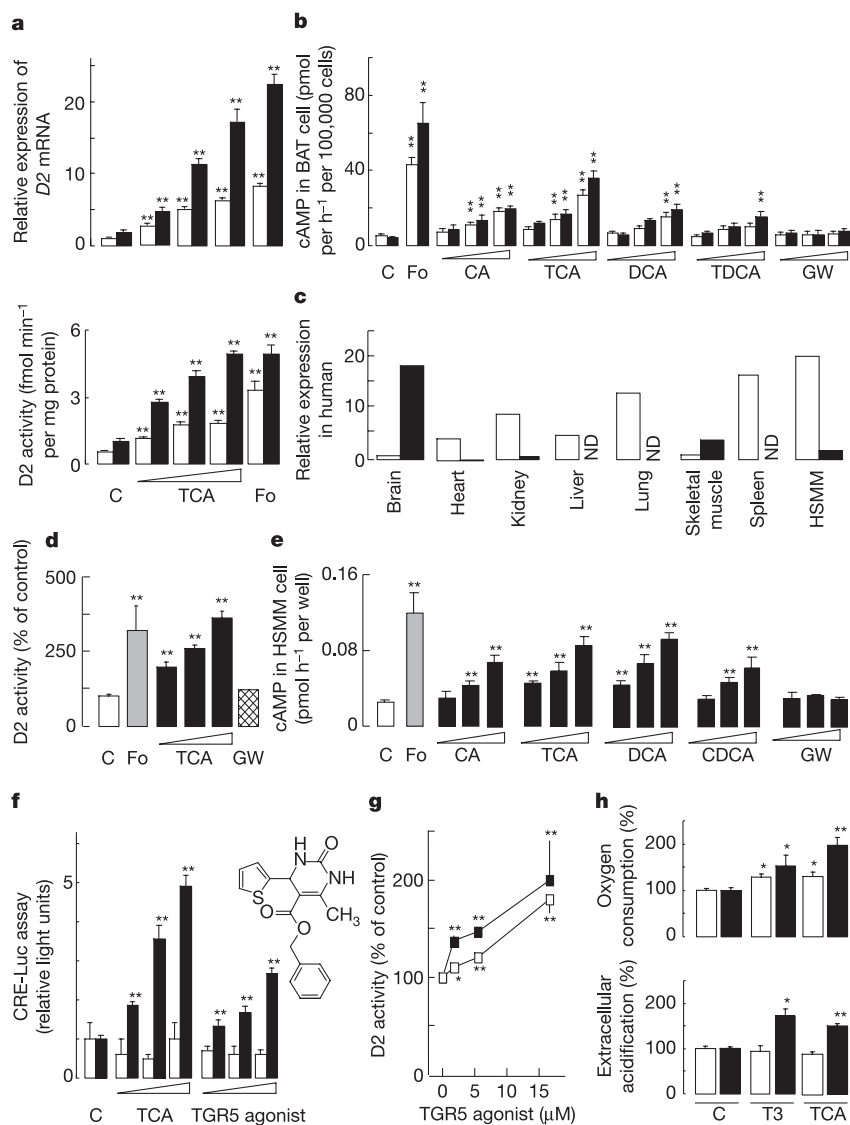 a
Relative expression of
D2 mRNA
20
10
0
** ** ** ** ** ** ** **
D2 activity (fmol min⁻¹
per mg protein)
6
3
0
** ** ** ** ** ** ** **
C TCA Fo
b
cAMP in BAT cell (pmol
per h⁻¹ per 100,000 cells)
80
40
0
** ** ** ** ** ** ** ** ** ** ** ** ** **
C Fo CA TCA DCA TDCA GW
c
Relative expression
in human
20
10
0
ND ND ND
Brain
Heart
Kidney
Liver
Lung
Skeletal
muscle
Spleen
HSMM
d
D2 activity (% of control)
500
250
0
** ** ** **
C Fo TCA GW
e
cAMP in HSMM cell
(pmol h⁻¹ per well)
0.16
0.08
0
** ** ** ** ** ** ** ** ** ** **
C Fo CA TCA DCA CDCA GW
f
CRE-Luc assay
(relative light units)
5
0
** ** ** ** ** **
C TCA TGR5 agonist
H
N O
NH
S
O CH₃
O
g
D2 activity (% of control)
200
100
0
** ** ** * ** **
0 5 10 15
TGR5 agonist (μM)
h
Oxygen
consumption (%)
200
100
0
* * * **
Extracellular
acidification (%)
200
100
0
* **
C T3 TCA